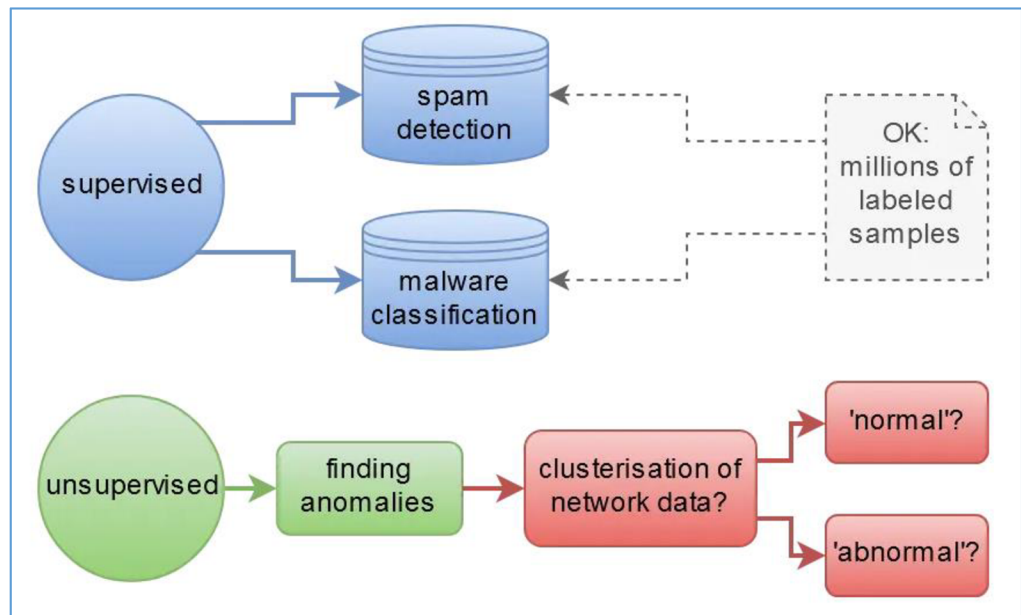 supervised
spam
detection
malware
classification
OK:
millions of
labeled
samples
unsupervised
finding
anomalies
clusterisation of
network data?
'normal'?
'abnormal'?